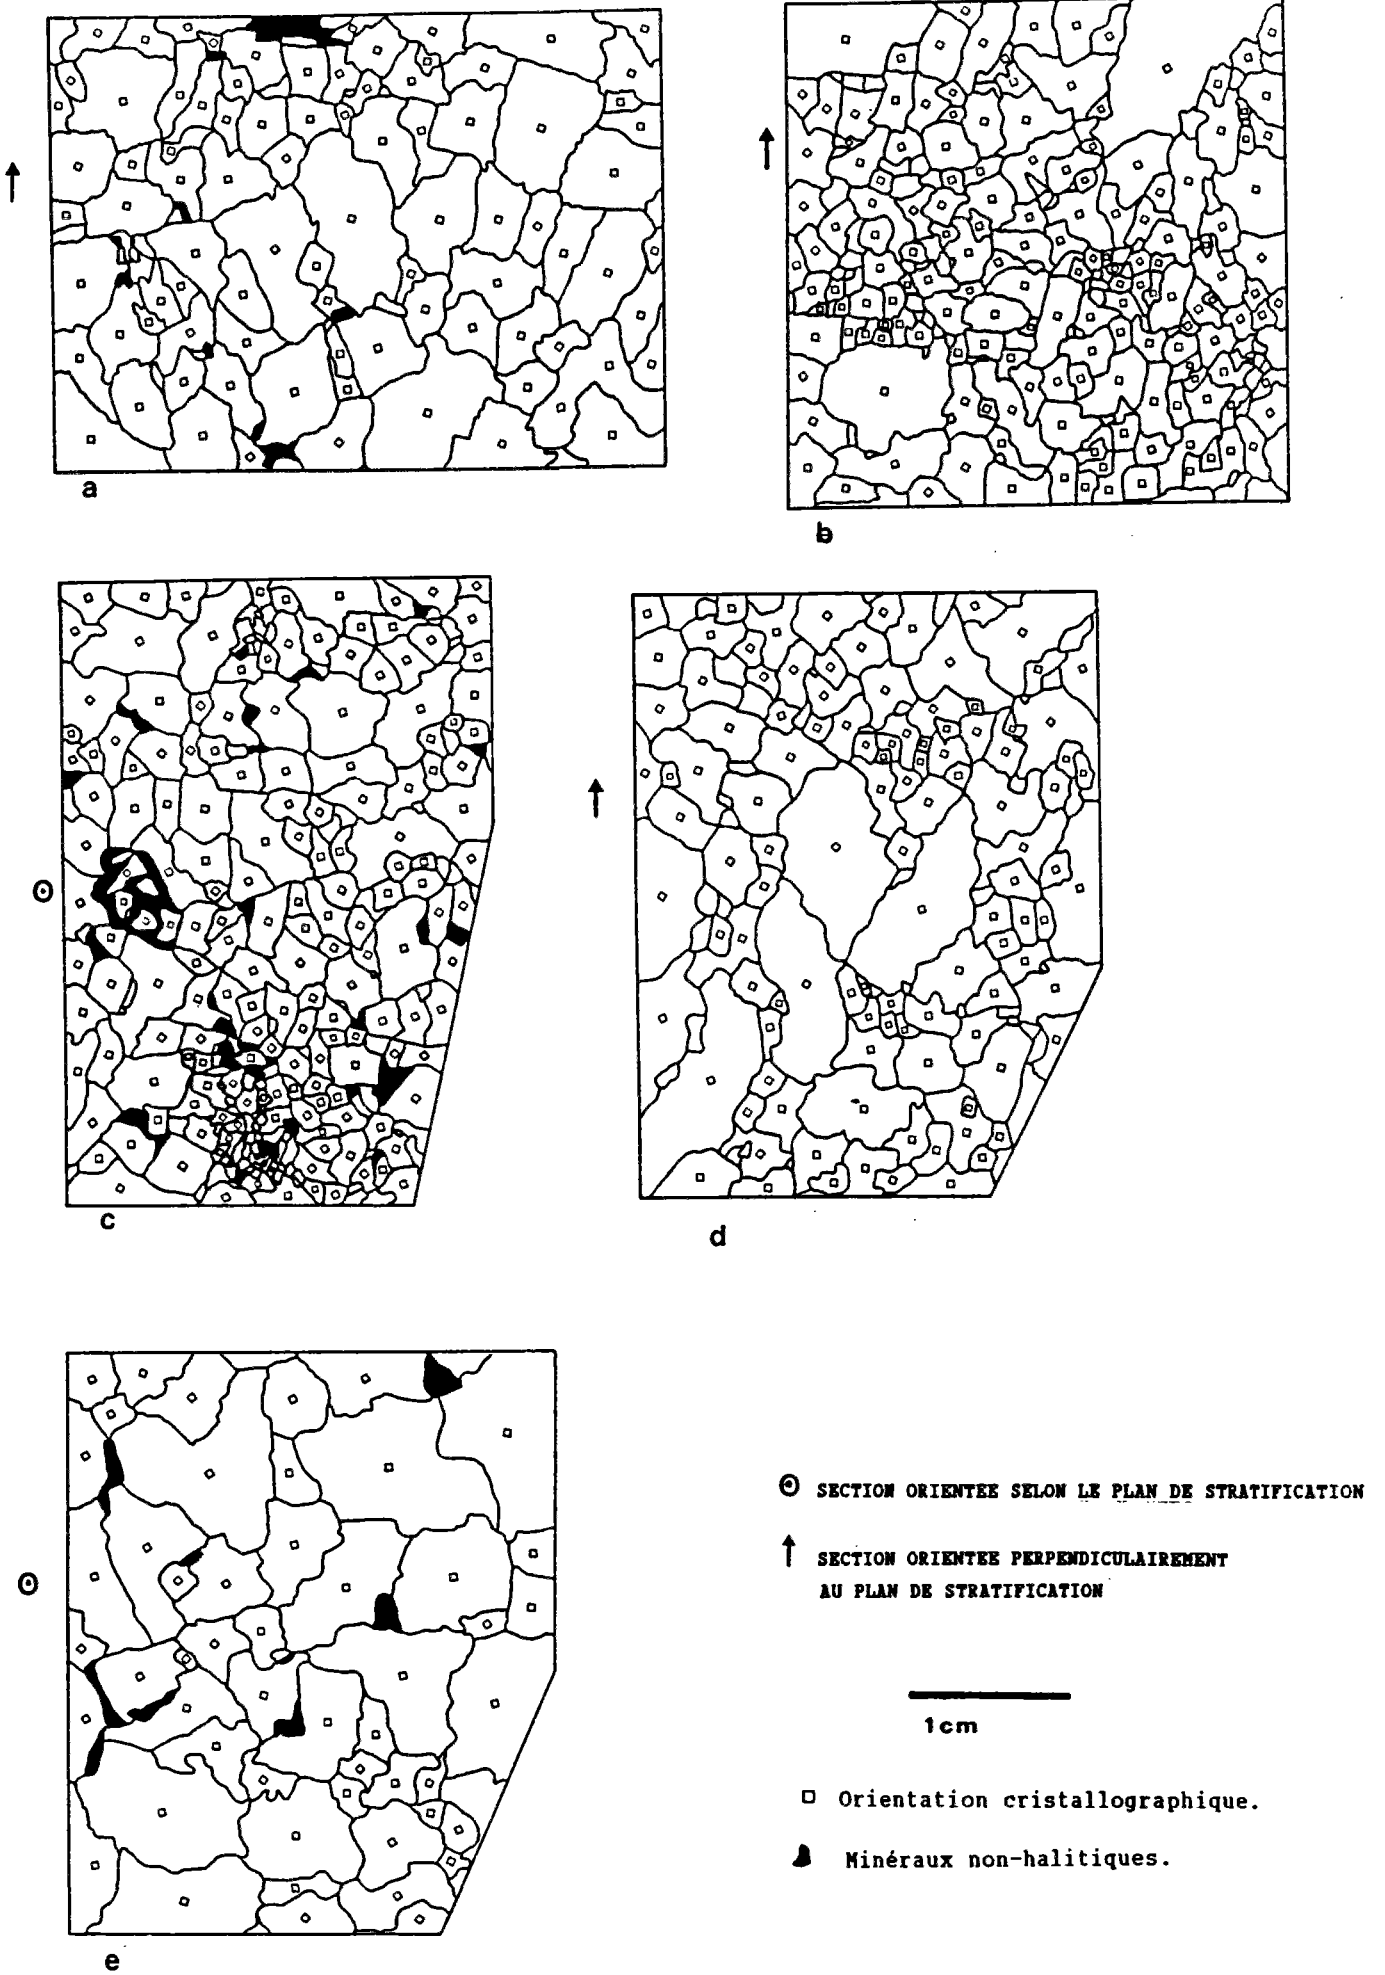 a
b
c
d
e
SECTION ORIENTEE SELON LE PLAN DE STRATIFICATION
SECTION ORIENTEE PERPENDICULAIREMENT
AU PLAN DE STRATIFICATION
1cm
Orientation cristallographique.
Minéraux non-halitiques.